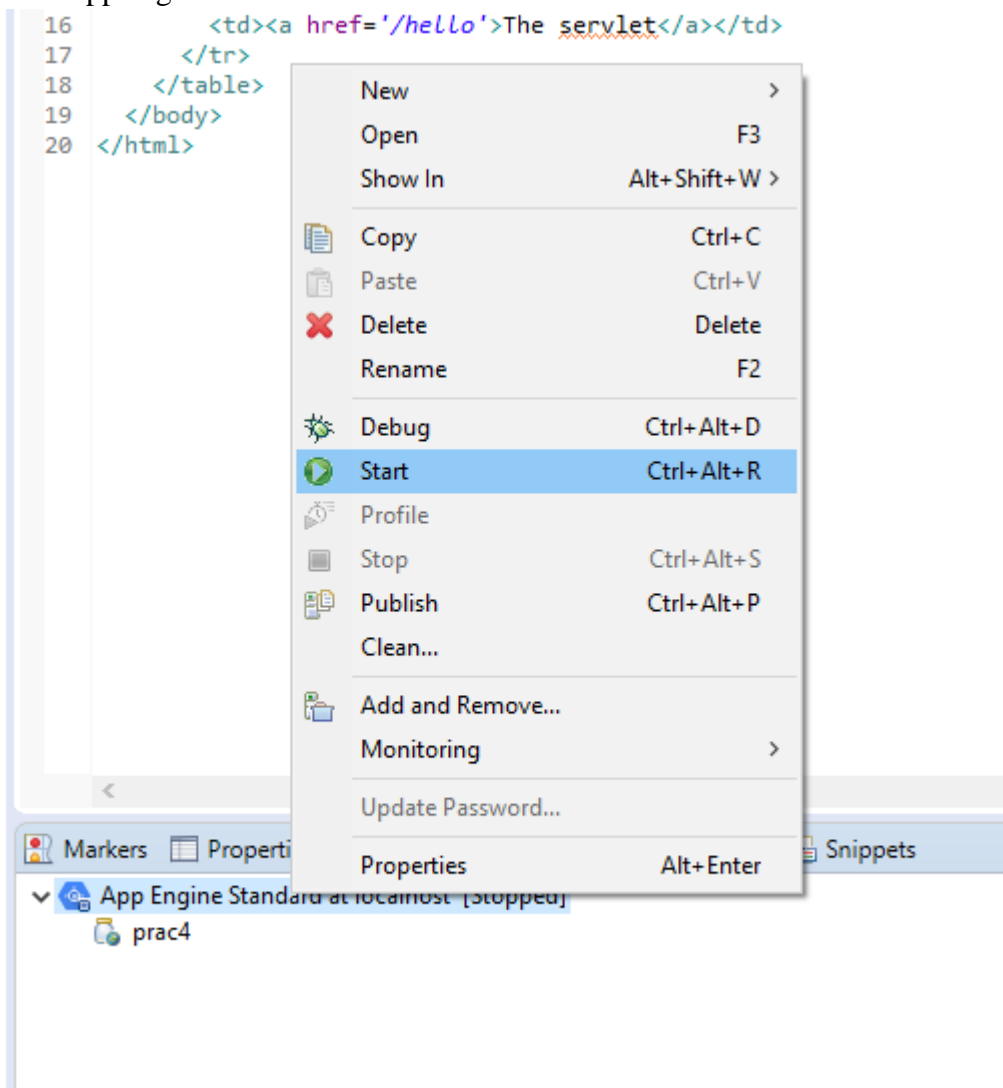 16 <td><a href='/hello'>The servlet</a></td>
17 </tr>
18 </table>
19 </body>
20 </html>
New >
Open F3
Show In Alt+Shift+W >
Copy Ctrl+C
Paste Ctrl+V
Delete Delete
Rename F2
Debug Ctrl+Alt+D
Start Ctrl+Alt+R
Profile
Stop Ctrl+Alt+S
Publish Ctrl+Alt+P
Clean...
Add and Remove...
Monitoring >
Update Password...
Properties Alt+Enter
Markers Properti Snippets
App Engine Standard at localhost [Stopped]
prac4